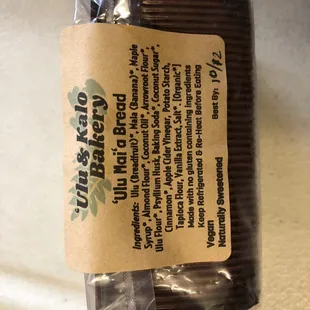 'Ulu & Kalo
Bakery
'Ulu Mai'a Bread
Ingredients:
Ulu (Breadfruit)*, Maia (Banana)*, Maple
Syrup*, Almond Flour*, Coconut Oil*, Arrowroot Flour*,
Ulu Flour*, Psyllium Husk, Baking Soda*, Coconut Sugar*,
Cinnamon*, Apple Cider Vinegar, Potato Starch,
Tapioca Flour, Vanilla Extract, Salt*. [Organic*]
Made with no gluten containing ingredients
Keep Refrigerated & Re-Heat Before Eating
Vegan
Best By:
Naturally Sweetened